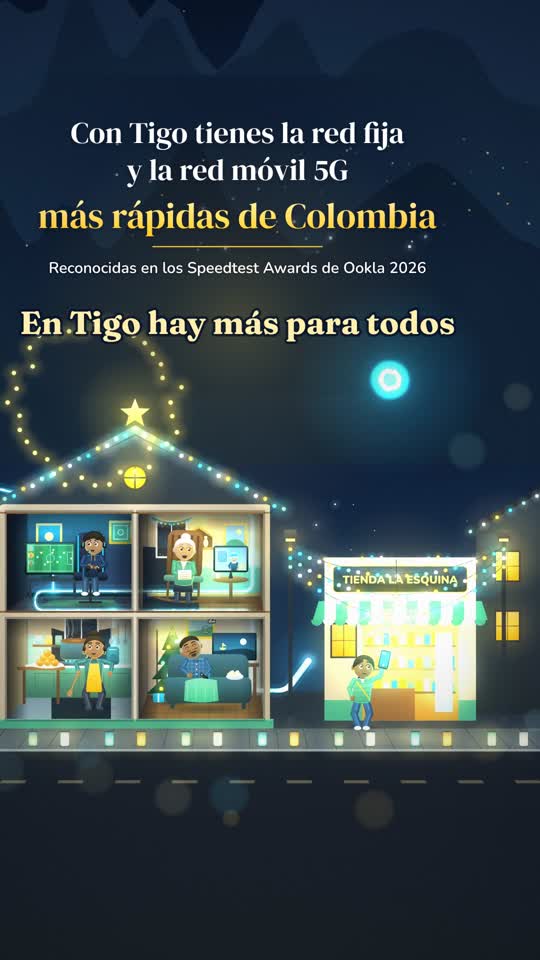 Con Tigo tienes la red fija
y la red móvil 5G
más rápidas de Colombia
Reconocidas en los Speedtest Awards de Ookla 2026
En Tigo hay más para todos
TIENDA LA ESQUINA